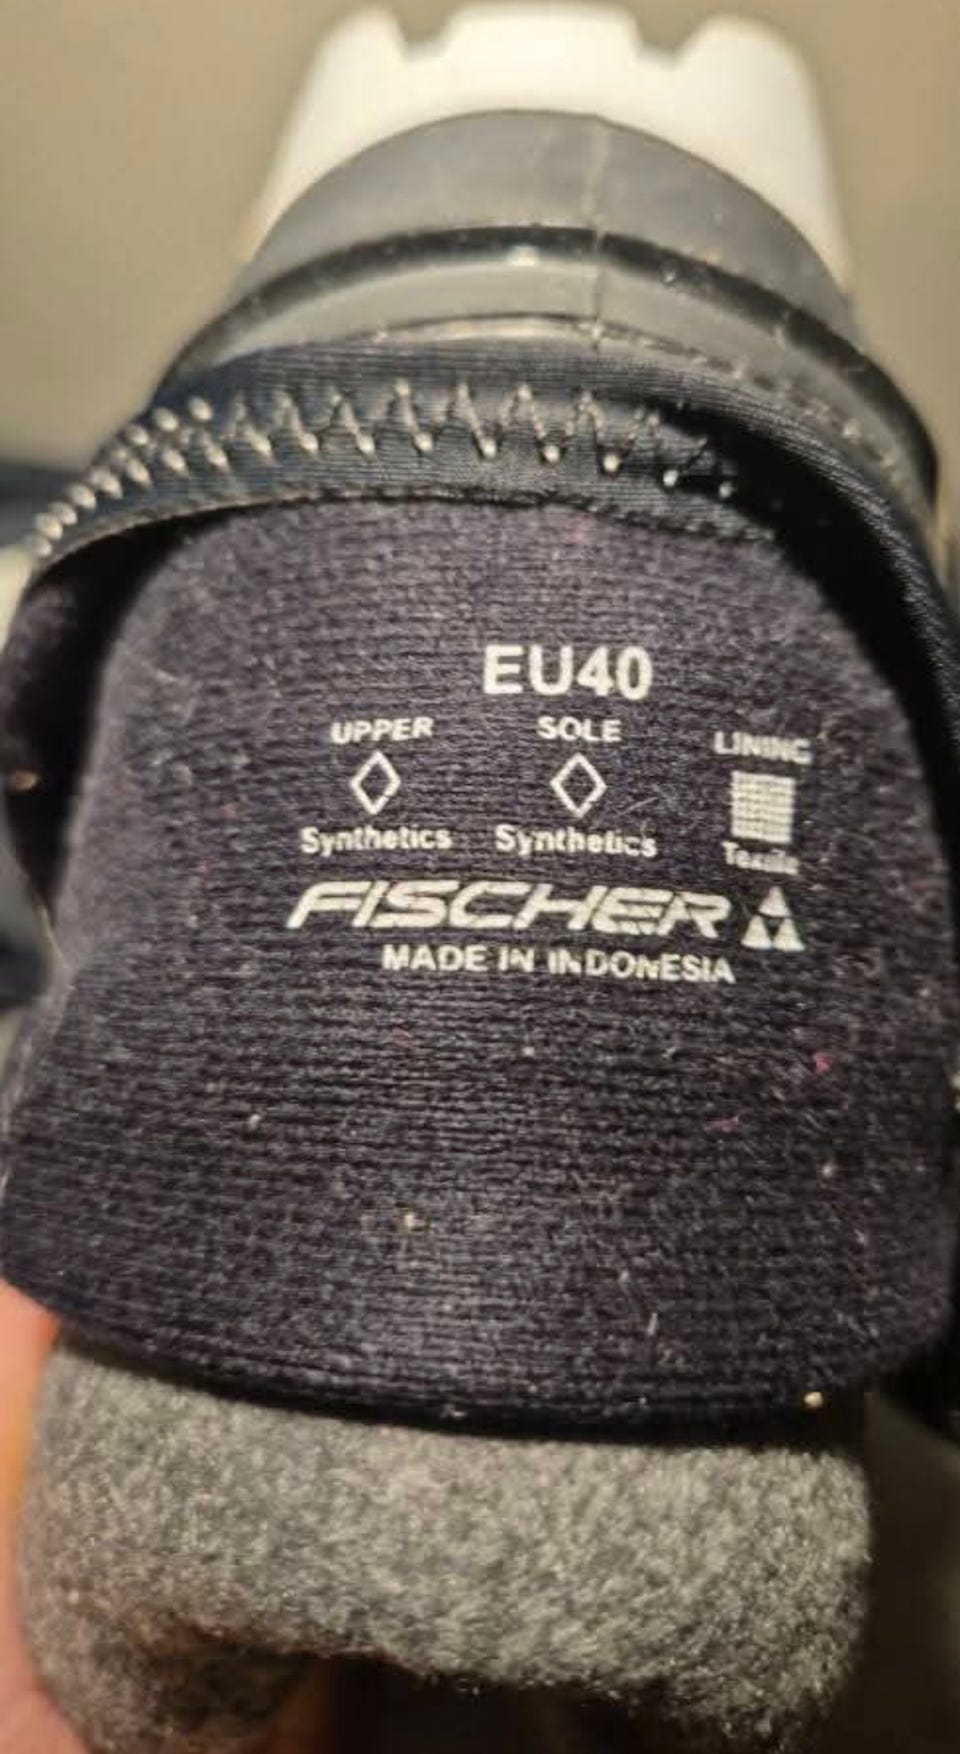 EU40
UPPER SOLE LINING
Synthetics Synthetics Textile
FISCHER
MADE IN INDONESIA